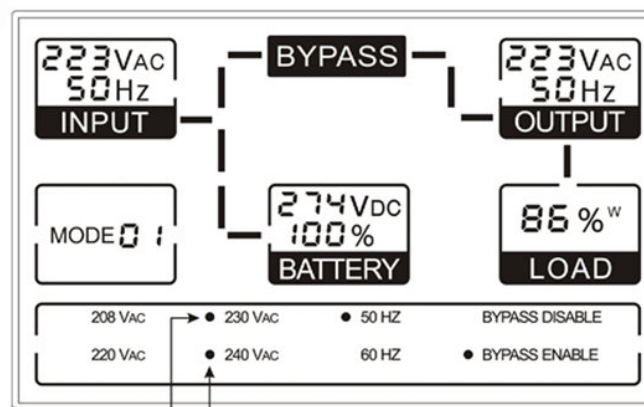 223VAC
50Hz
INPUT
BYPASS
223VAC
50Hz
OUTPUT
MODE 01
274VDC
100%
BATTERY
86%W
LOAD
208 VAC • 230 VAC • 50 HZ BYPASS DISABLE
220 VAC • 240 VAC 60 HZ • BYPASS ENABLE